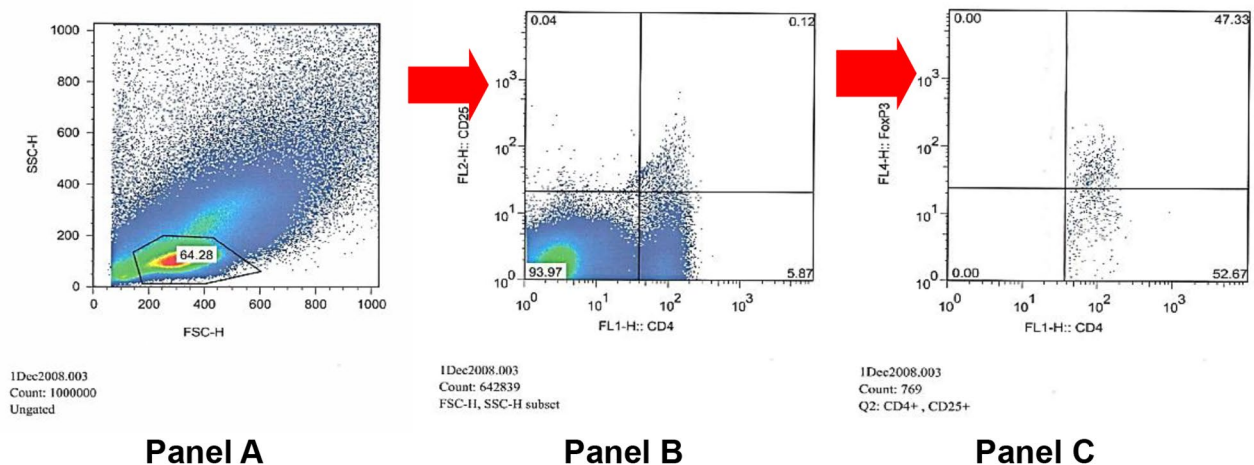 1000
800
600
400
200
0
SSC-H
64.28
0 200 400 600 800 1000
FSC-H
1Dec2008.003
Count: 1000000
Ungated
Panel A
0.04 0.12
10³
10²
10¹
10⁰
FL2-H:: CD25
93.97 5.87
10⁰ 10¹ 10² 10³
FL1-H:: CD4
1Dec2008.003
Count: 642839
FSC-H, SSC-H subset
Panel B
0.00 47.33
10³
10²
10¹
10⁰
FL4-H:: FoxP3
0.00 52.67
10⁰ 10¹ 10² 10³
FL1-H:: CD4
1Dec2008.003
Count: 769
Q2: CD4+ , CD25+
Panel C